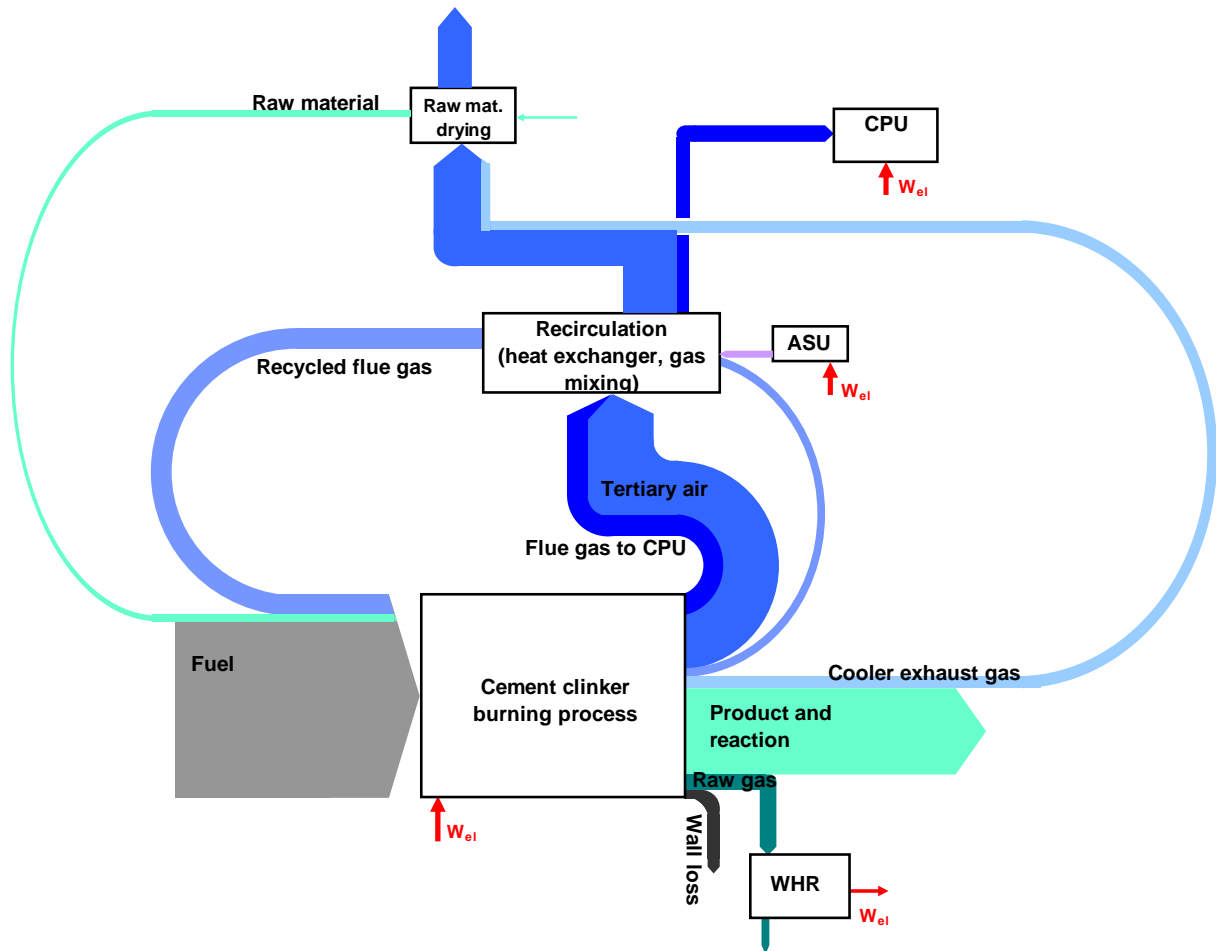 Raw material
Raw mat.
drying
CPU
Wel
Recirculation
(heat exchanger, gas
mixing)
ASU
Wel
Recycled flue gas
Tertiary air
Flue gas to CPU
Fuel
Cement clinker
burning process
Cooler exhaust gas
Product and
reaction
Raw gas
Wel
Wall loss
WHR
Wel